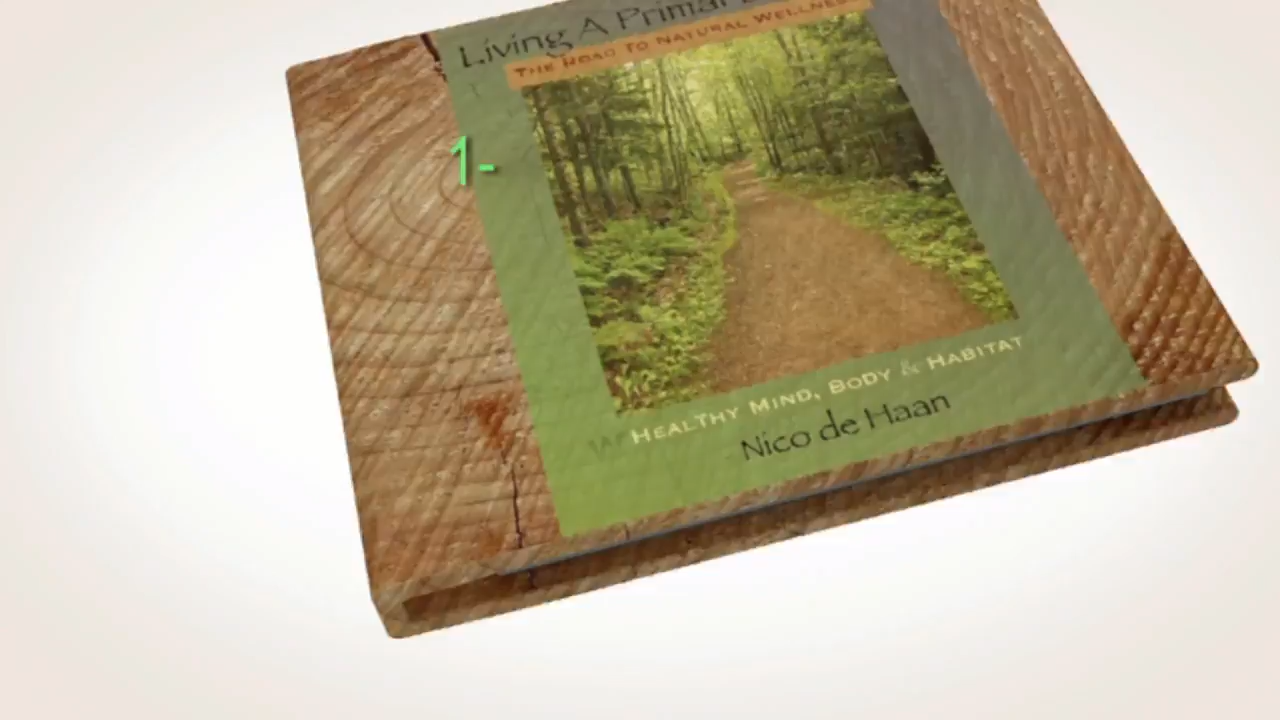 Living A Primal
THE ROAD TO NATURAL WELLNESS
1-
HEALTHY MIND, BODY & HABITAT
Nico de Haan